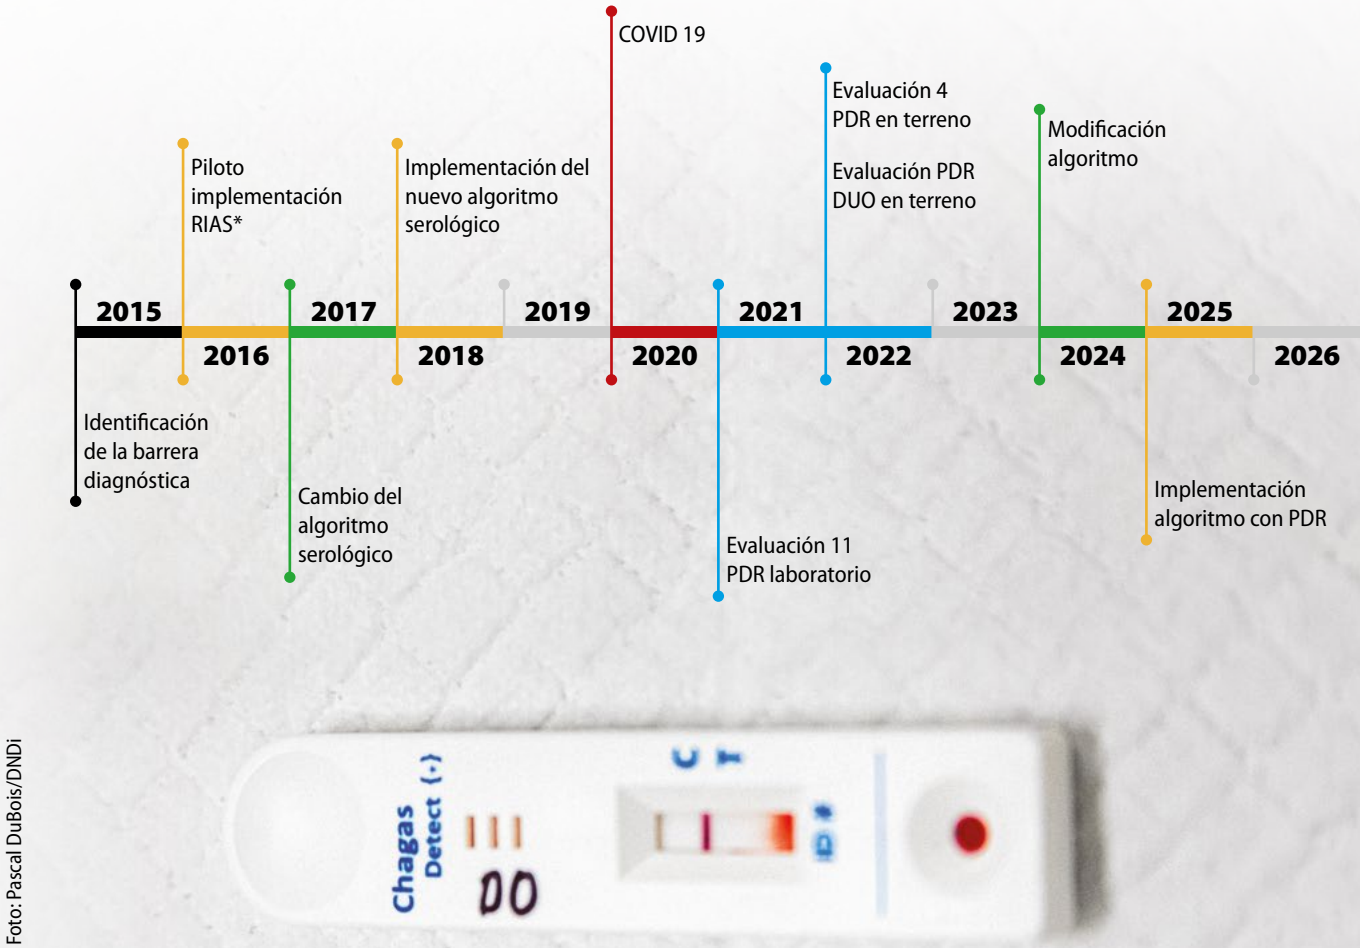 COVID 19
Evaluación 4
PDR en terreno
Evaluación PDR
DUO en terreno
Modificación
algoritmo
Piloto
implementación
RIAS*
Implementación del
nuevo algoritmo
serológico
2015
2017
2019
2021
2023
2025
2016
2018
2020
2022
2024
2026
Identificación
de la barrera
diagnóstica
Cambio del
algoritmo
serológico
Evaluación 11
PDR laboratorio
Implementación
algoritmo con PDR
Foto: Pascal DuBois/DNDi
Chagas
Detect
DO
C T
ID #